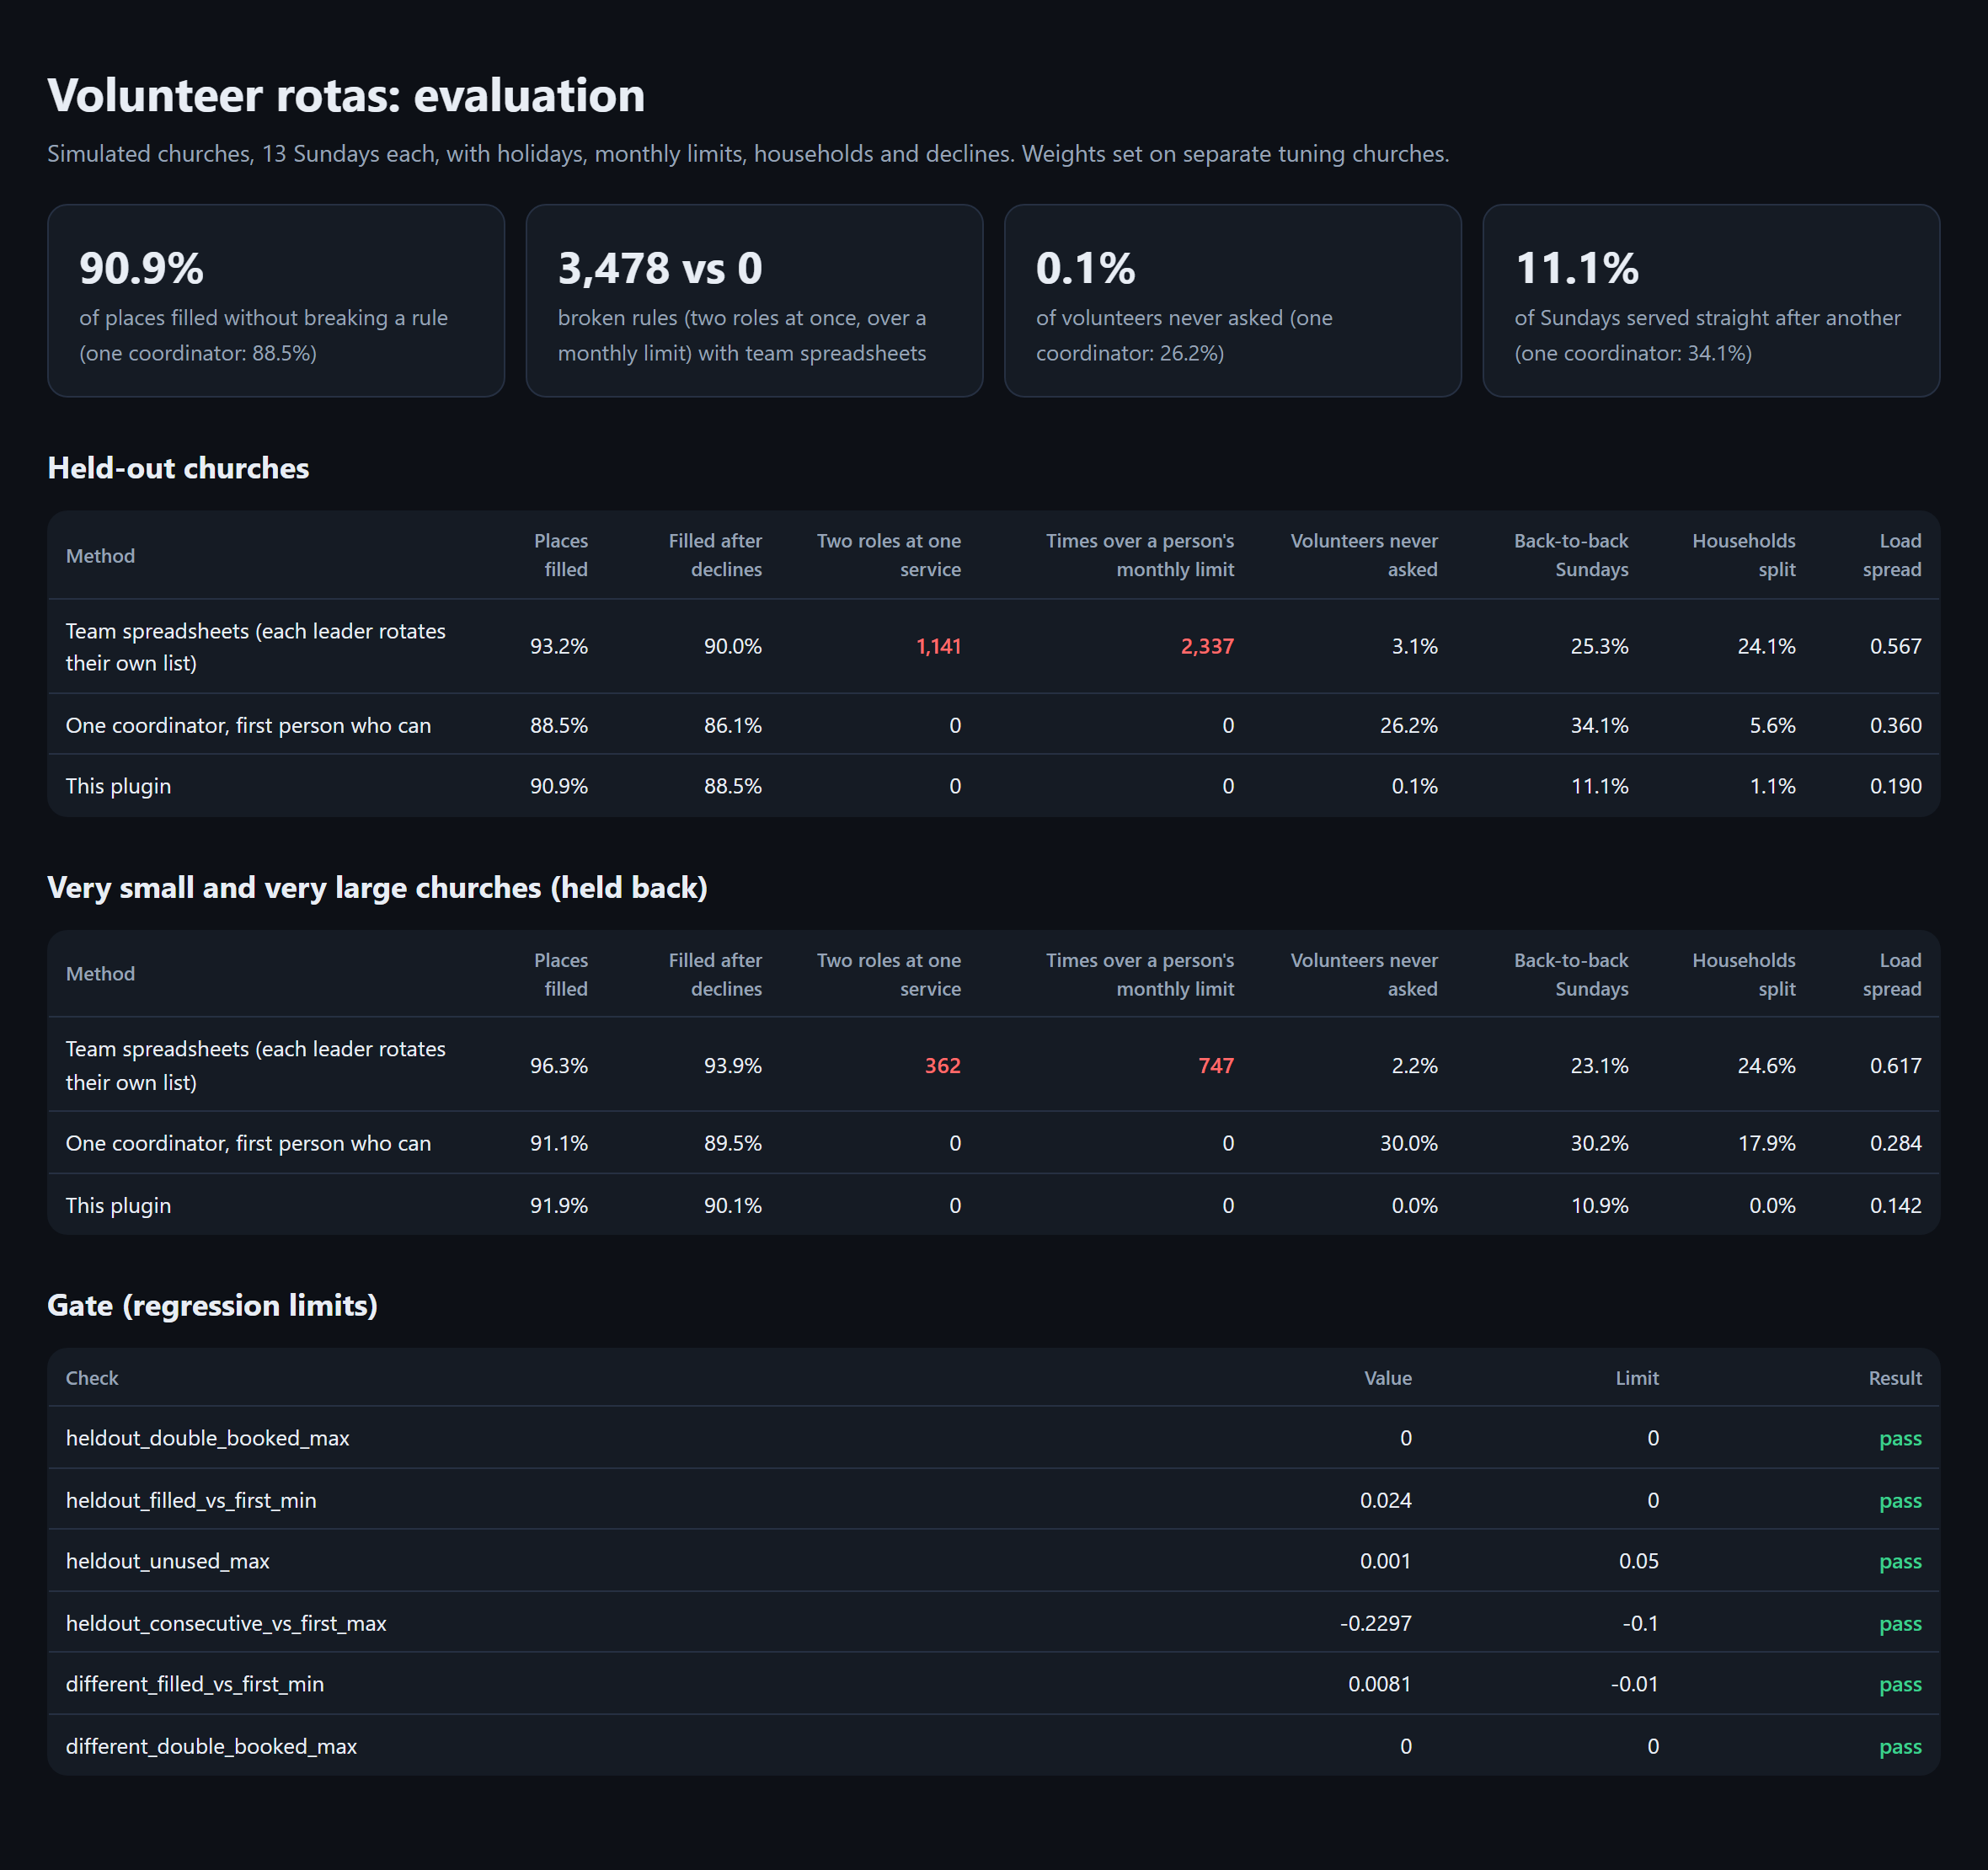 Volunteer rotas: evaluation
Simulated churches, 13 Sundays each, with holidays, monthly limits, households and declines. Weights set on separate tuning churches.
90.9%
of places filled without breaking a rule
(one coordinator: 88.5%)
3,478 vs 0
broken rules (two roles at once, over a
monthly limit) with team spreadsheets
0.1%
of volunteers never asked (one
coordinator: 26.2%)
11.1%
of Sundays served straight after another
(one coordinator: 34.1%)
Held-out churches
Method Places filled Filled after declines Two roles at one service Times over a person's monthly limit Volunteers never asked Back-to-back Sundays Households split Load spread
Team spreadsheets (each leader rotates their own list) 93.2% 90.0% 1,141 2,337 3.1% 25.3% 24.1% 0.567
One coordinator, first person who can 88.5% 86.1% 0 0 26.2% 34.1% 5.6% 0.360
This plugin 90.9% 88.5% 0 0 0.1% 11.1% 1.1% 0.190
Very small and very large churches (held back)
Method Places filled Filled after declines Two roles at one service Times over a person's monthly limit Volunteers never asked Back-to-back Sundays Households split Load spread
Team spreadsheets (each leader rotates their own list) 96.3% 93.9% 362 747 2.2% 23.1% 24.6% 0.617
One coordinator, first person who can 91.1% 89.5% 0 0 30.0% 30.2% 17.9% 0.284
This plugin 91.9% 90.1% 0 0 0.0% 10.9% 0.0% 0.142
Gate (regression limits)
Check Value Limit Result
heldout_double_booked_max 0 0 pass
heldout_filled_vs_first_min 0.024 0 pass
heldout_unused_max 0.001 0.05 pass
heldout_consecutive_vs_first_max -0.2297 -0.1 pass
different_filled_vs_first_min 0.0081 -0.01 pass
different_double_booked_max 0 0 pass